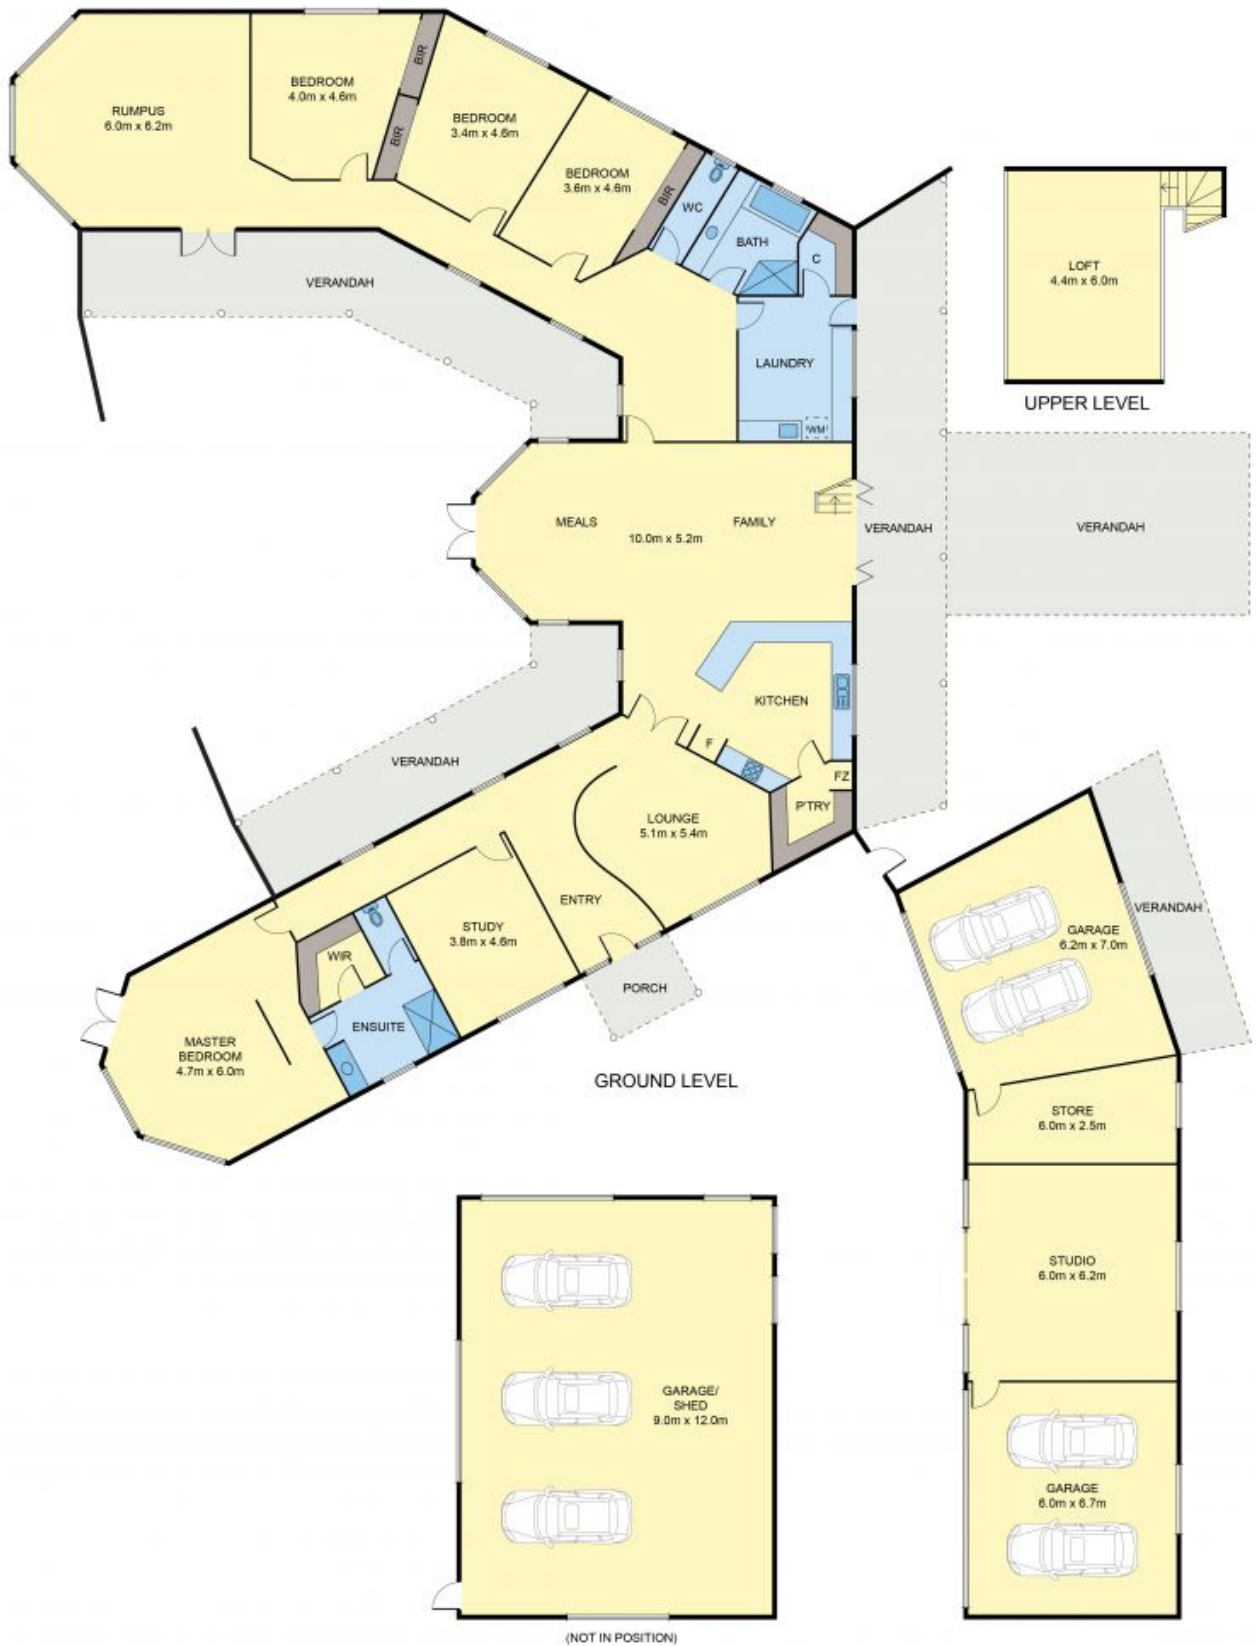 RUMPUS
6.0m x 6.2m
BEDROOM
4.0m x 4.6m
BIR
BIR
BEDROOM
3.4m x 4.6m
BEDROOM
3.6m x 4.6m
BIR
WC
BATH
C
VERANDAH
LAUNDRY
WM
LOFT
4.4m x 6.0m
UPPER LEVEL
MEALS
FAMILY
10.0m x 5.2m
VERANDAH
VERANDAH
KITCHEN
F
FZ
P'TRY
VERANDAH
LOUNGE
5.1m x 5.4m
ENTRY
STUDY
3.8m x 4.6m
WIR
ENSUITE
PORCH
MASTER
BEDROOM
4.7m x 6.0m
GROUND LEVEL
VERANDAH
GARAGE
6.2m x 7.0m
STORE
6.0m x 2.5m
STUDIO
6.0m x 6.2m
GARAGE/
SHED
9.0m x 12.0m
GARAGE
6.0m x 6.7m
(NOT IN POSITION)